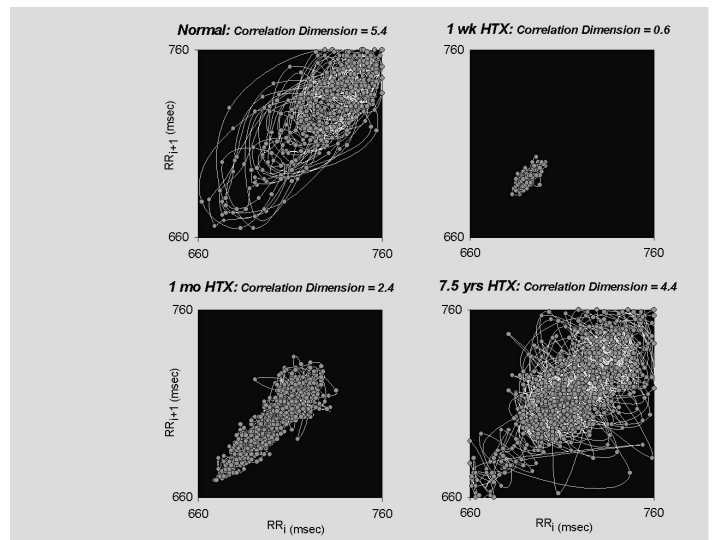 Normal: Correlation Dimension = 5.4
760
RRi+1 (msec)
660
660
760
1 wk HTX: Correlation Dimension = 0.6
760
660
660
760
1 mo HTX: Correlation Dimension = 2.4
760
RRi+1 (msec)
660
660
760
RRi (msec)
7.5 yrs HTX: Correlation Dimension = 4.4
760
660
660
760
RRi (msec)